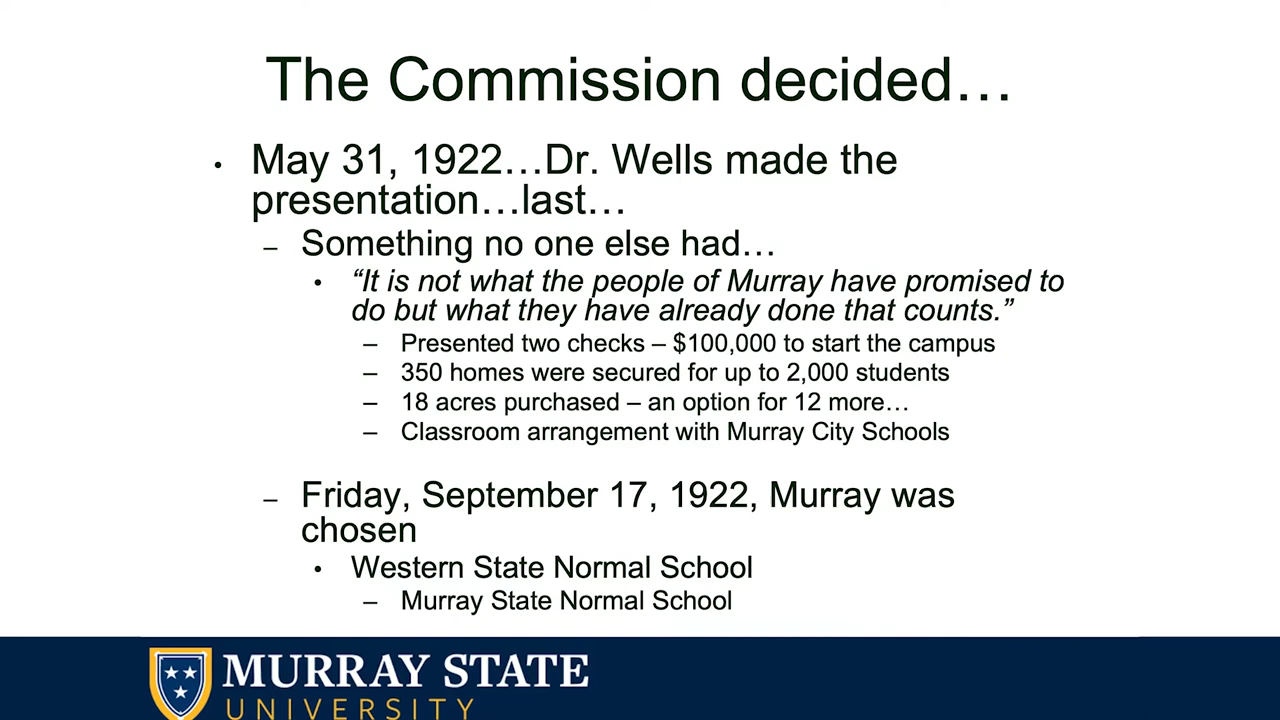 The Commission decided…
• May 31, 1922…Dr. Wells made the
presentation…last…
– Something no one else had…
• “It is not what the people of Murray have promised to
do but what they have already done that counts.”
– Presented two checks – $100,000 to start the campus
– 350 homes were secured for up to 2,000 students
– 18 acres purchased – an option for 12 more…
– Classroom arrangement with Murray City Schools
– Friday, September 17, 1922, Murray was
chosen
• Western State Normal School
– Murray State Normal School
MURRAY STATE
UNIVERSITY